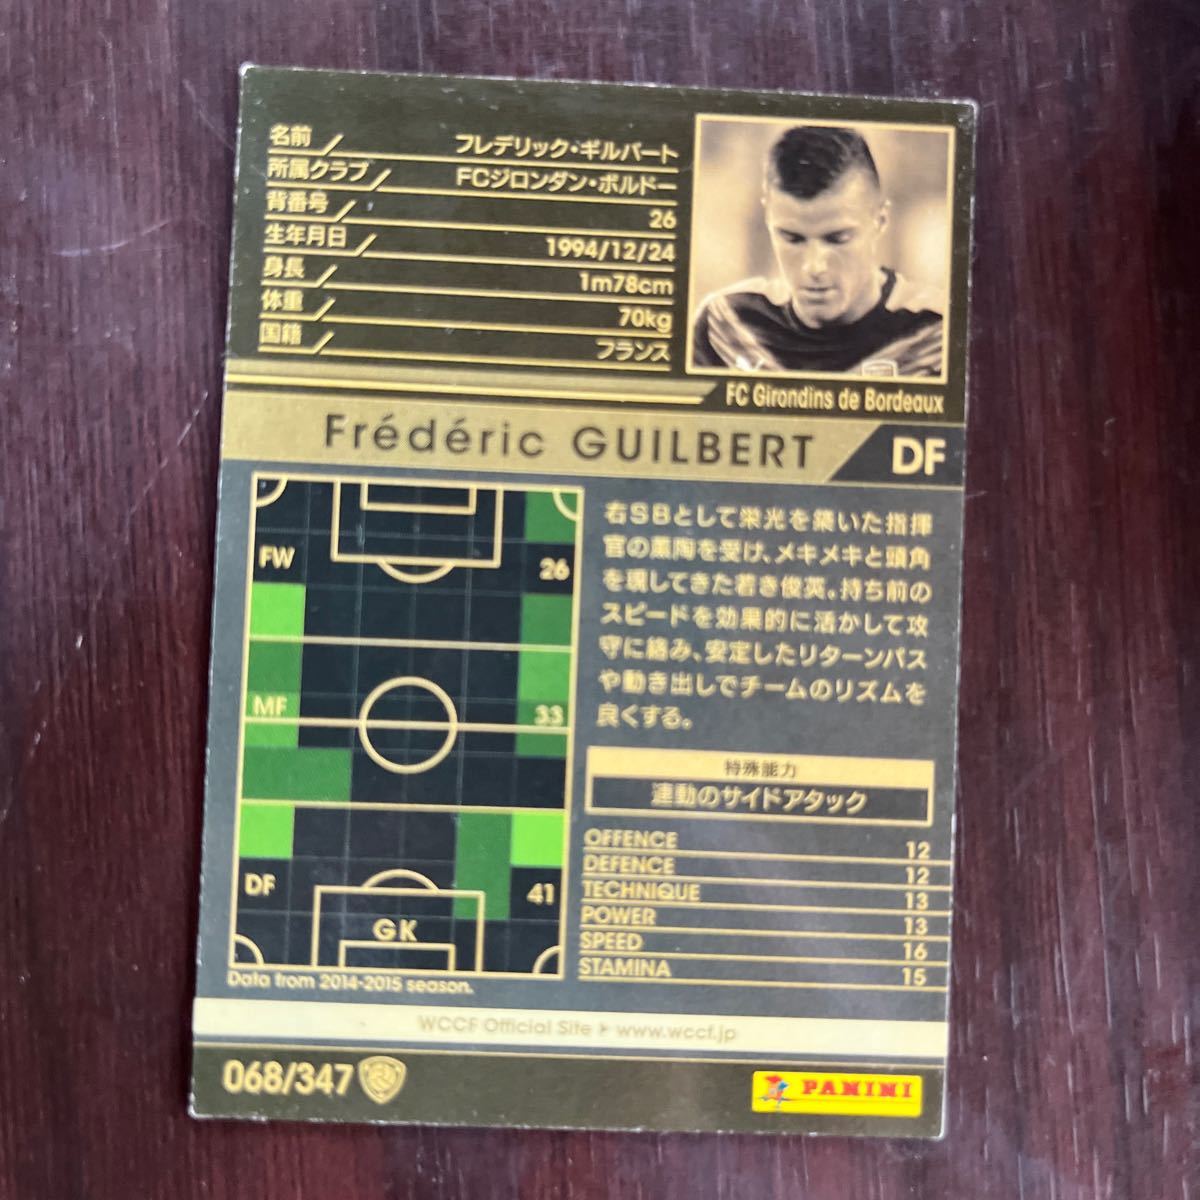 名前 フレデリック・ギルバート
所属クラブ FCジロンダン・ボルドー
背番号 26
生年月日 1994/12/24
身長 1m78cm
体重 70kg
国籍 フランス
FC Girondins de Bordeaux
Frédéric GUILBERT DF
FW 26
MF 33
DF 41
GK
Data from 2014-2015 season.
右SBとして栄光を築いた指揮
官の薫陶を受け、メキメキと頭角
を現してきた若き俊英。持ち前の
スピードを効果的に活かして攻
守に絡み、安定したリターンパス
や動き出しでチームのリズムを
良くする。
特殊能力
連動のサイドアタック
OFFENCE 12
DEFENCE 12
TECHNIQUE 13
POWER 13
SPEED 16
STAMINA 15
WCCF Official Site ▶ www.wccf.jp
068/347
PANINI